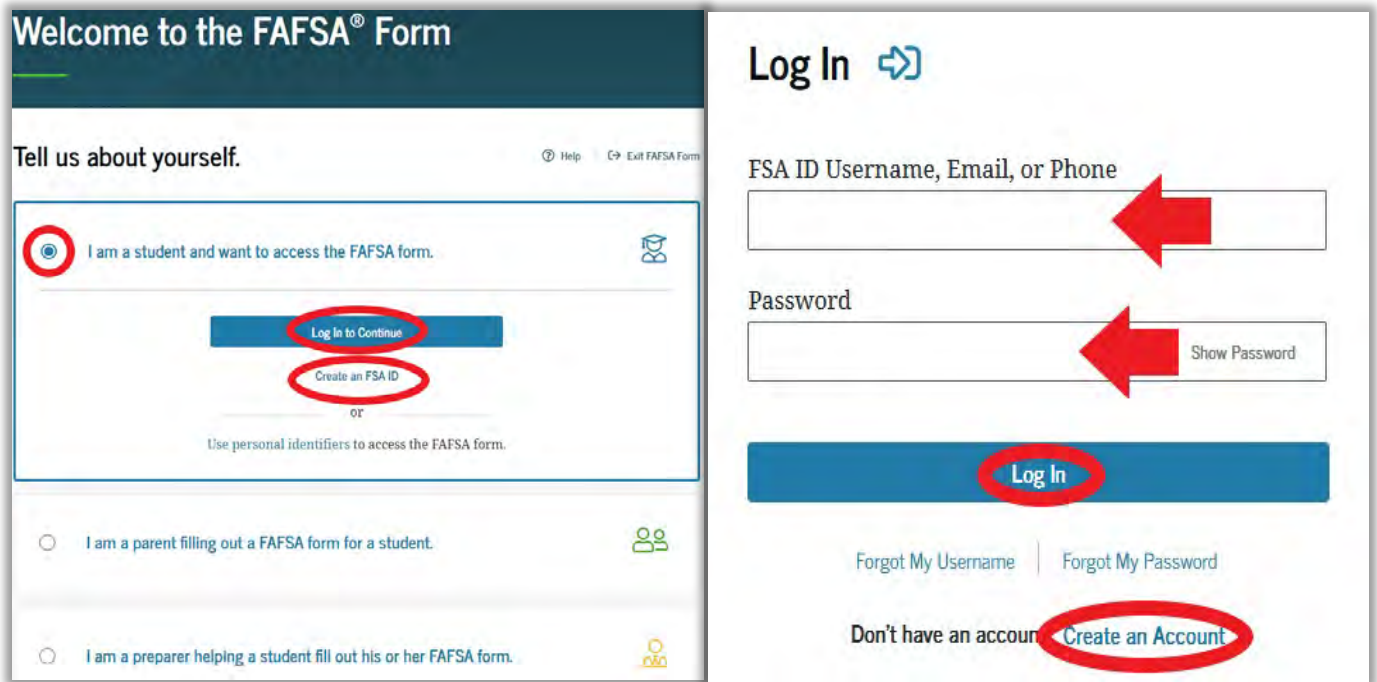 Welcome to the FAFSA® Form
Tell us about yourself.
Help
Exit FAFSA Form
I am a student and want to access the FAFSA form.
Log In to Continue
Create an FSA ID
or
Use personal identifiers to access the FAFSA form.
I am a parent filling out a FAFSA form for a student.
I am a preparer helping a student fill out his or her FAFSA form.
Log In
FSA ID Username, Email, or Phone
Password
Show Password
Log In
Forgot My Username
Forgot My Password
Don't have an accoun Create an Account